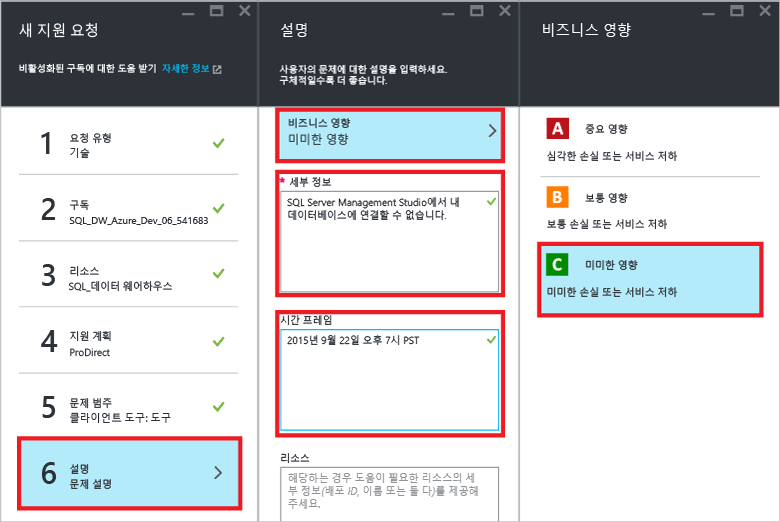 새 지원 요청
비활성화된 구독에 대한 도움 받기 자세한 정보
1 요청 유형
기술
2 구독
SQL_DW_Azure_Dev_06_541683
3 리소스
SQL_데이터 웨어하우스
4 지원 계획
ProDirect
5 문제 범주
클라이언트 도구: 도구
6 설명
문제 설명
설명
사용자의 문제에 대한 설명을 입력하세요.
구체적일수록 더 좋습니다.
비즈니스 영향
미미한 영향
* 세부 정보
SQL Server Management Studio에서 내
데이터베이스에 연결할 수 없습니다.
시간 프레임
2015년 9월 22일 오후 7시 PST
리소스
해당하는 경우 도움이 필요한 리소스의 세
부 정보(배포 ID, 이름 또는 둘 다)를 제공해
주세요.
비즈니스 영향
A 중요 영향
심각한 손실 또는 서비스 저하
B 보통 영향
보통 손실 또는 서비스 저하
C 미미한 영향
미미한 손실 또는 서비스 저하